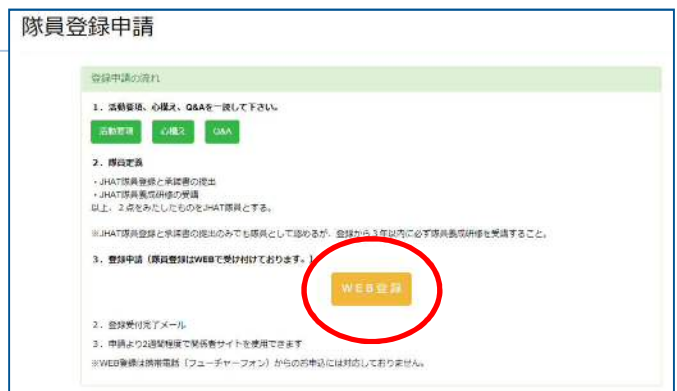 隊員登録申請
登録申請の流れ
1．活動要項、心構え、Q&Aを一読して下さい。
活動要項 心構え Q&A
2．隊員定義
・JHAT隊員登録と承諾書の提出
・JHAT隊員養成研修の受講
以上、2点をみたしたものをJHAT隊員とする。
※JHAT隊員登録と承諾書の提出のみでも隊員として認めるが、登録から3年以内に必ず隊員養成研修を受講すること。
3．登録申請（隊員登録はWEBで受け付けております。）
WEB登録
2．登録受付完了メール
3．申請より2週間程度で関係者サイトを使用できます
※WEB登録は携帯電話（フューチャーフォン）からのお申込には対応しておりません。